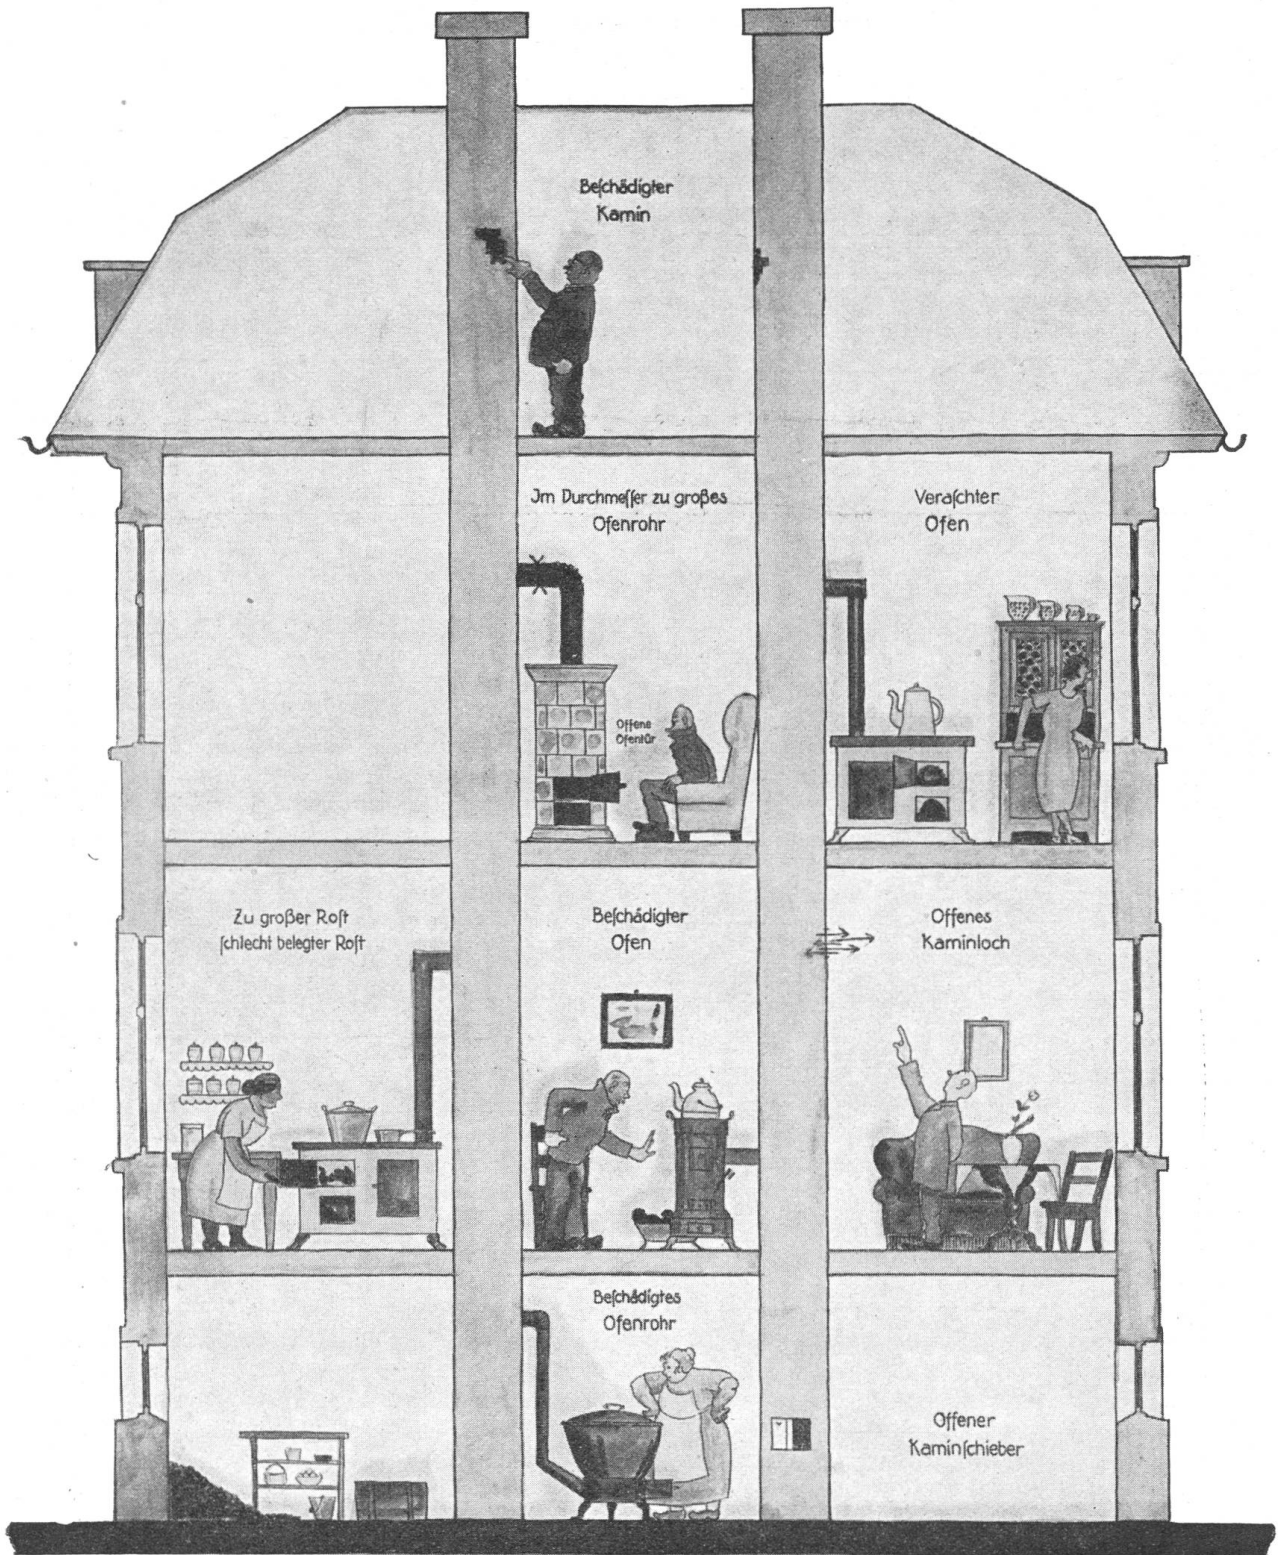 Beſchädigter
Kamin
Im Durchmeſſer zu großes
Ofenrohr
Veraſchter
Ofen
Offene
Ofentür
Zu großer Roſt
ſchlecht belegter Roſt
Beſchädigter
Ofen
Offenes
Kaminloch
Beſchädigtes
Ofenrohr
Offener
Kaminſchieber